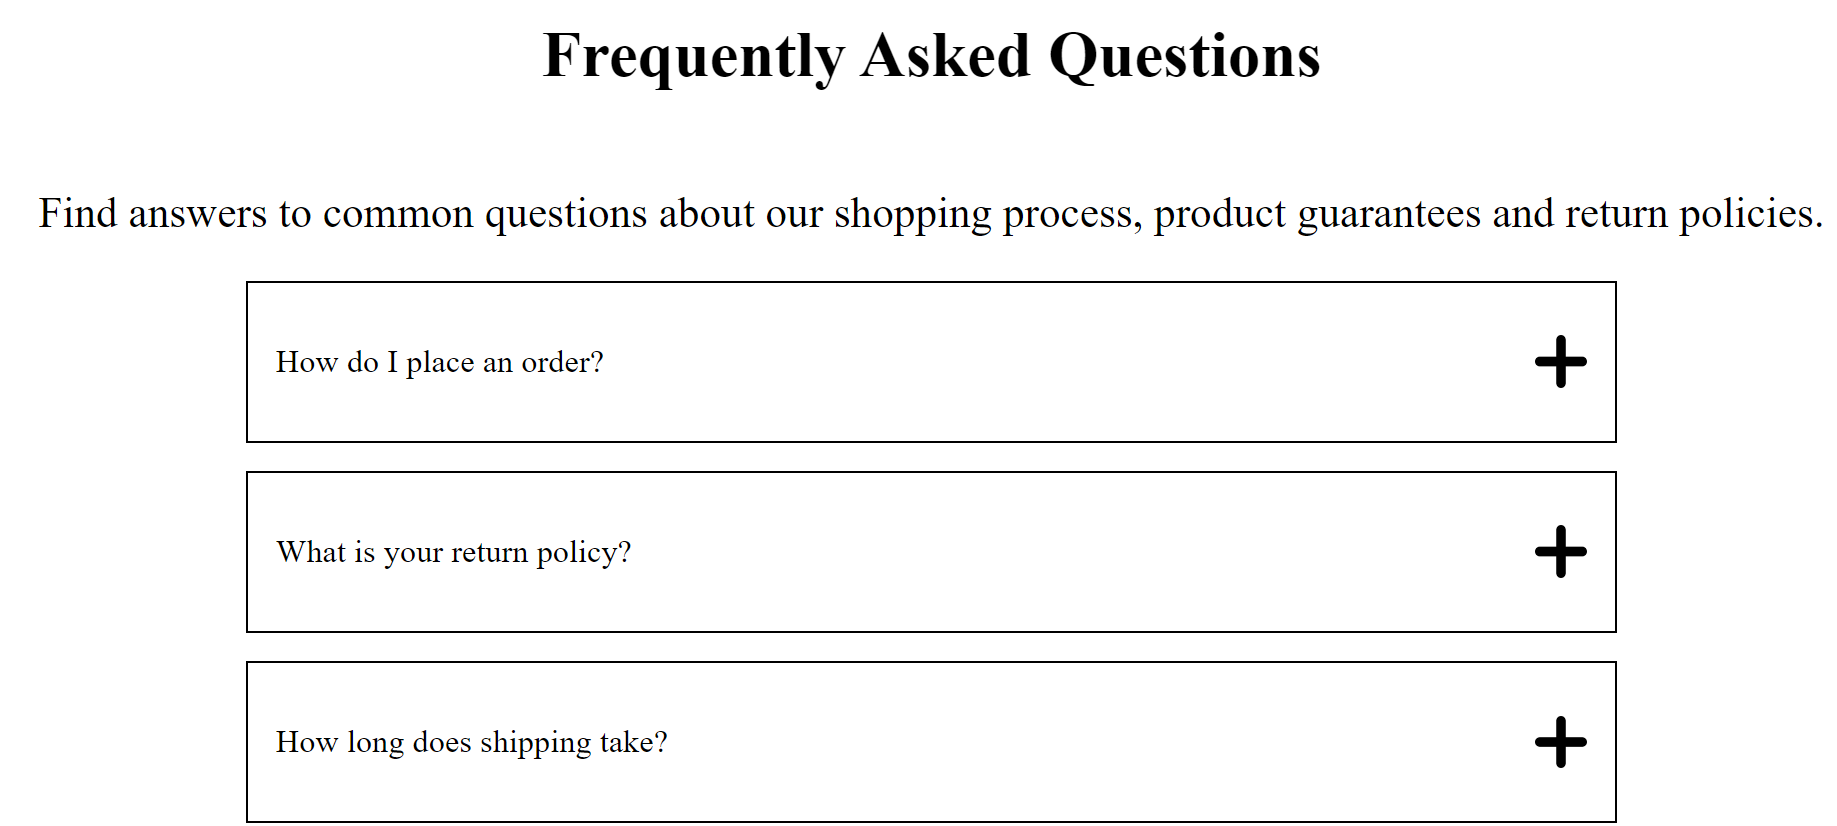 Frequently Asked Questions
Find answers to common questions about our shopping process, product guarantees and return policies.
How do I place an order?
What is your return policy?
How long does shipping take?